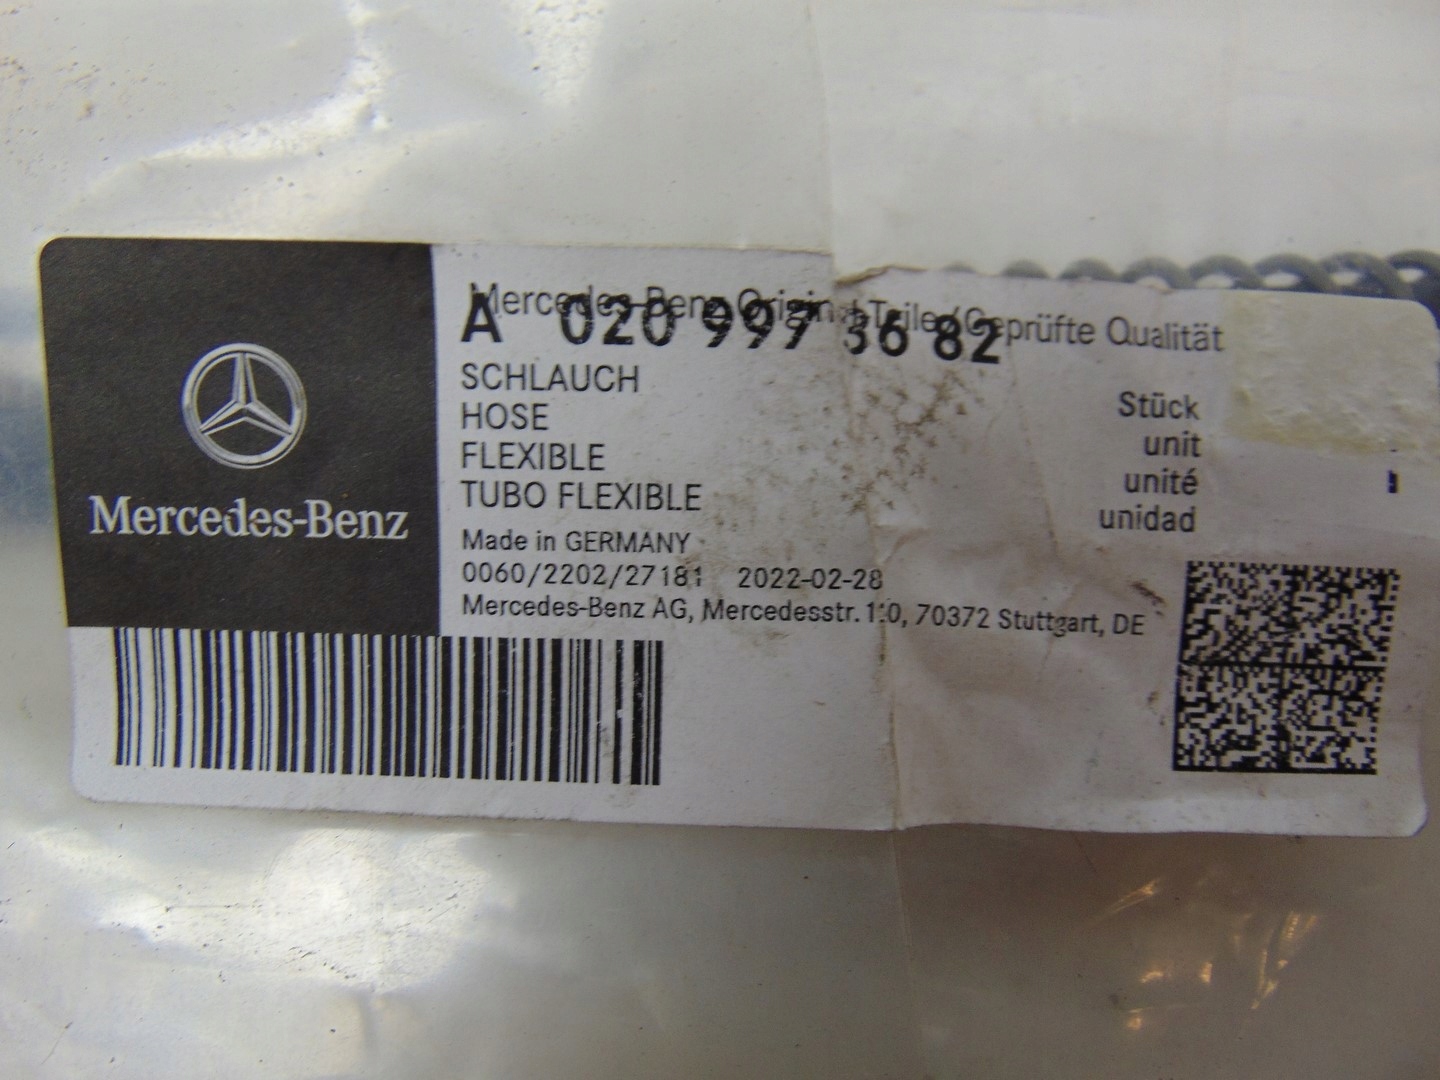 Mercedes-Benz Original-Teile/Geprüfte Qualität
A 020 997 36 82
SCHLAUCH
HOSE
FLEXIBLE
TUBO FLEXIBLE
Stück
unit
unité
unidad
Made in GERMANY
0060/2202/27181 2022-02-28
Mercedes-Benz AG, Mercedesstr. 120, 70372 Stuttgart, DE
Mercedes-Benz